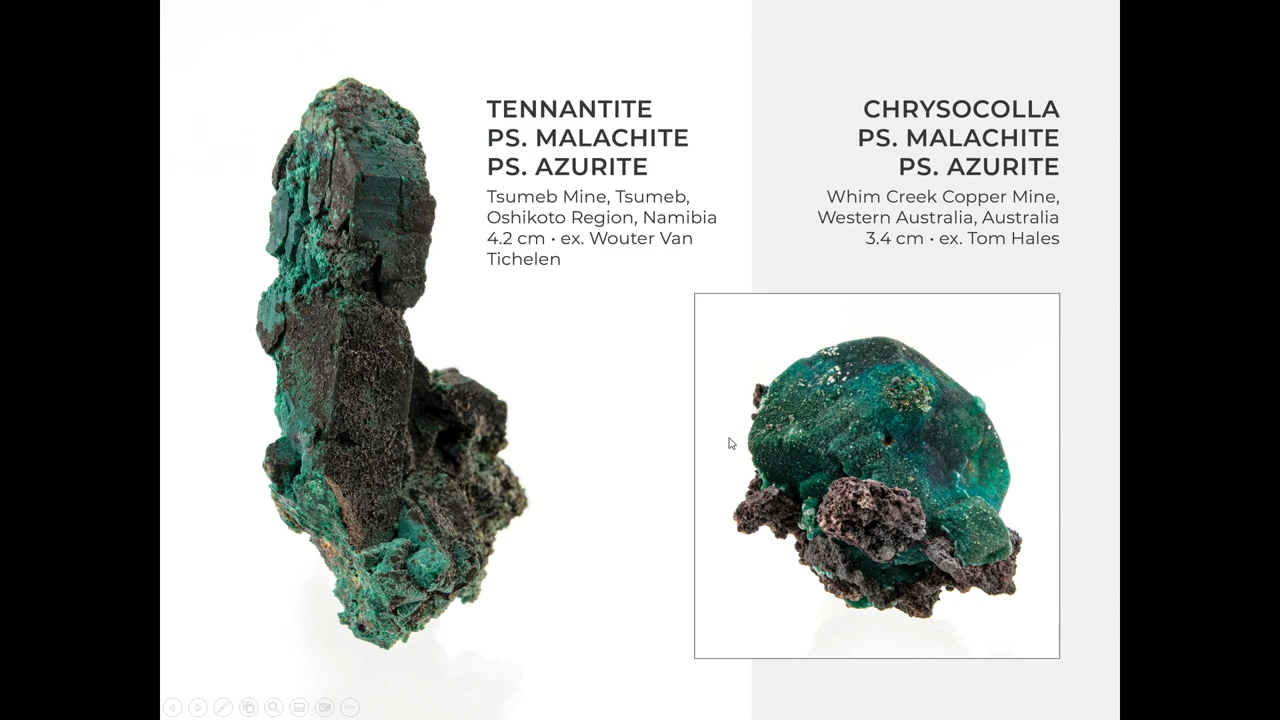 TENNANTITE
PS. MALACHITE
PS. AZURITE
Tsumeb Mine, Tsumeb,
Oshikoto Region, Namibia
4.2 cm • ex. Wouter Van
Tichelen
CHRYSOCOLLA
PS. MALACHITE
PS. AZURITE
Whim Creek Copper Mine,
Western Australia, Australia
3.4 cm • ex. Tom Hales